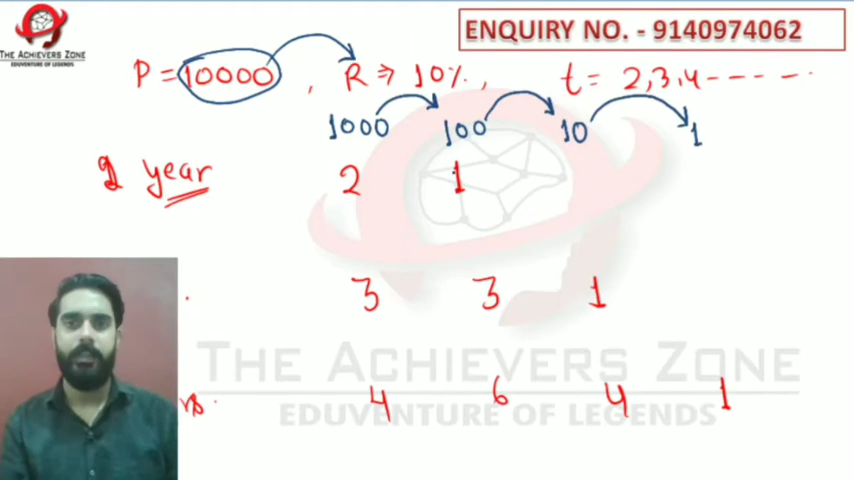 THE ACHIEVERS ZONE
EDUVENTURE OF LEGENDS
ENQUIRY NO. - 9140974062
P = 10000 , R ⇒ 10%, t = 2,3,4------
1000 100 10 1
year
2 1
3 3 1
THE ACHIEVERS ZONE
4 6 4 1
EDUVENTURE OF LEGENDS